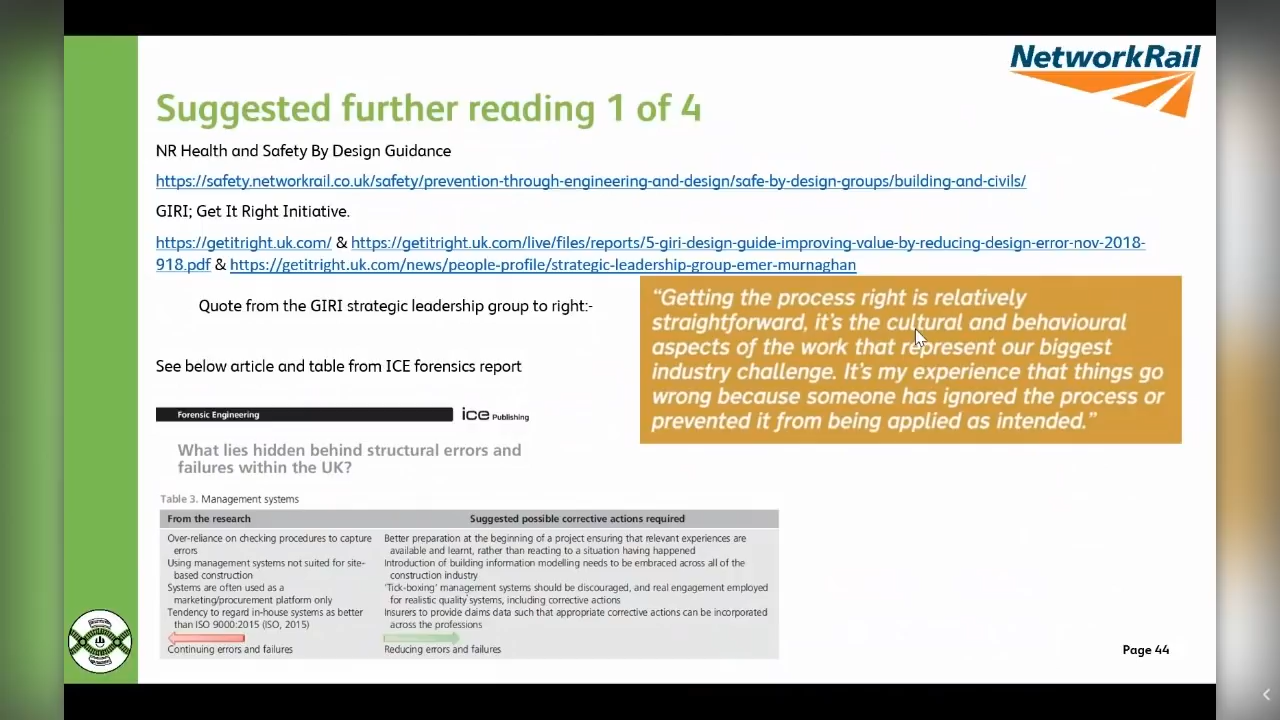 NetworkRail
Suggested further reading 1 of 4
NR Health and Safety By Design Guidance
https://safety.networkrail.co.uk/safety/prevention-through-engineering-and-design/safe-by-design-groups/building-and-civils/
GIRI; Get It Right Initiative.
https://getitright.uk.com/ & https://getitright.uk.com/live/files/reports/5-giri-design-guide-improving-value-by-reducing-design-error-nov-2018-
918.pdf & https://getitright.uk.com/news/people-profile/strategic-leadership-group-emer-murnaghan
Quote from the GIRI strategic leadership group to right:-
“Getting the process right is relatively
straightforward, it’s the cultural and behavioural
aspects of the work that represent our biggest
industry challenge. It’s my experience that things go
wrong because someone has ignored the process or
prevented it from being applied as intended.”
See below article and table from ICE forensics report
Forensic Engineering
ice Publishing
What lies hidden behind structural errors and
failures within the UK?
Table 3. Management systems
From the research
Suggested possible corrective actions required
Over-reliance on checking procedures to capture
errors
Better preparation at the beginning of a project ensuring that relevant experiences are
available and learnt, rather than reacting to a situation having happened
Using management systems not suited for site-
based construction
Introduction of building information modelling needs to be embraced across all of the
construction industry
Systems are often used as a
marketing/procurement platform only
‘Tick-boxing’ management systems should be discouraged, and real engagement employed
for realistic quality systems, including corrective actions
Tendency to regard in-house systems as better
than ISO 9000:2015 (ISO, 2015)
Insurers to provide claims data such that appropriate corrective actions can be incorporated
across the professions
Continuing errors and failures
Reducing errors and failures
Page 44